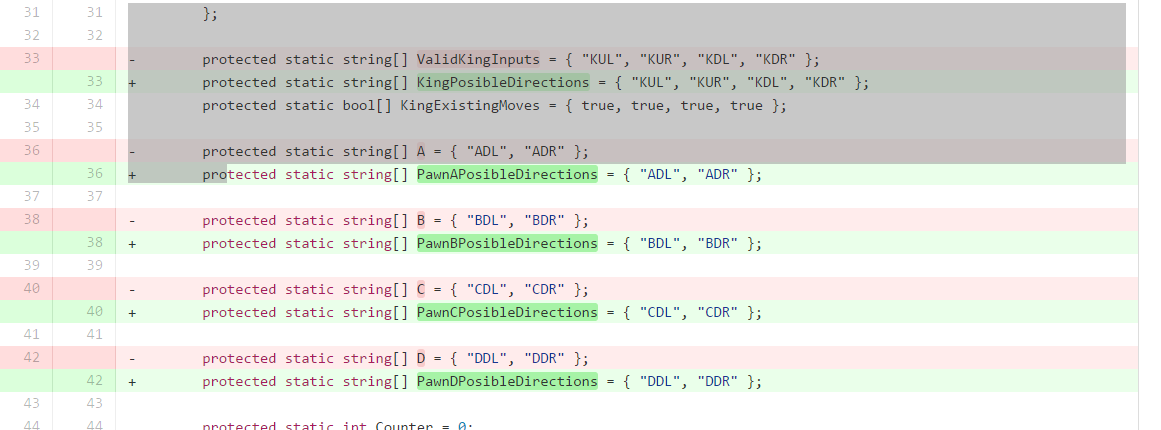 31 31 };
32 32
33 - protected static string[] ValidKingInputs = { "KUL", "KUR", "KDL", "KDR" };
33 + protected static string[] KingPosibleDirections = { "KUL", "KUR", "KDL", "KDR" };
34 34 protected static bool[] KingExistingMoves = { true, true, true, true };
35 35
36 - protected static string[] A = { "ADL", "ADR" };
36 + protected static string[] PawnAPosibleDirections = { "ADL", "ADR" };
37 37
38 - protected static string[] B = { "BDL", "BDR" };
38 + protected static string[] PawnBPosibleDirections = { "BDL", "BDR" };
39 39
40 - protected static string[] C = { "CDL", "CDR" };
40 + protected static string[] PawnCPosibleDirections = { "CDL", "CDR" };
41 41
42 - protected static string[] D = { "DDL", "DDR" };
42 + protected static string[] PawnDPosibleDirections = { "DDL", "DDR" };
43 43
44 44 protected static int Counter = 0;